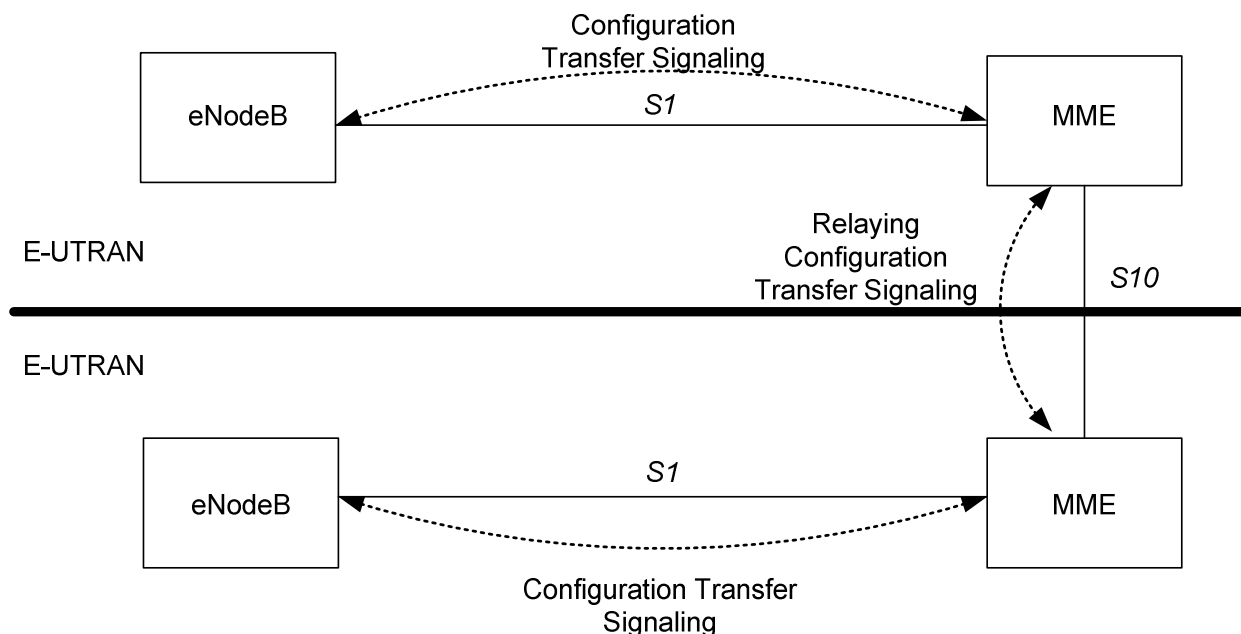 Configuration
Transfer Signaling
eNodeB
S1
MME
Relaying
Configuration
Transfer Signaling
E-UTRAN
S10
E-UTRAN
eNodeB
S1
MME
Configuration Transfer
Signaling